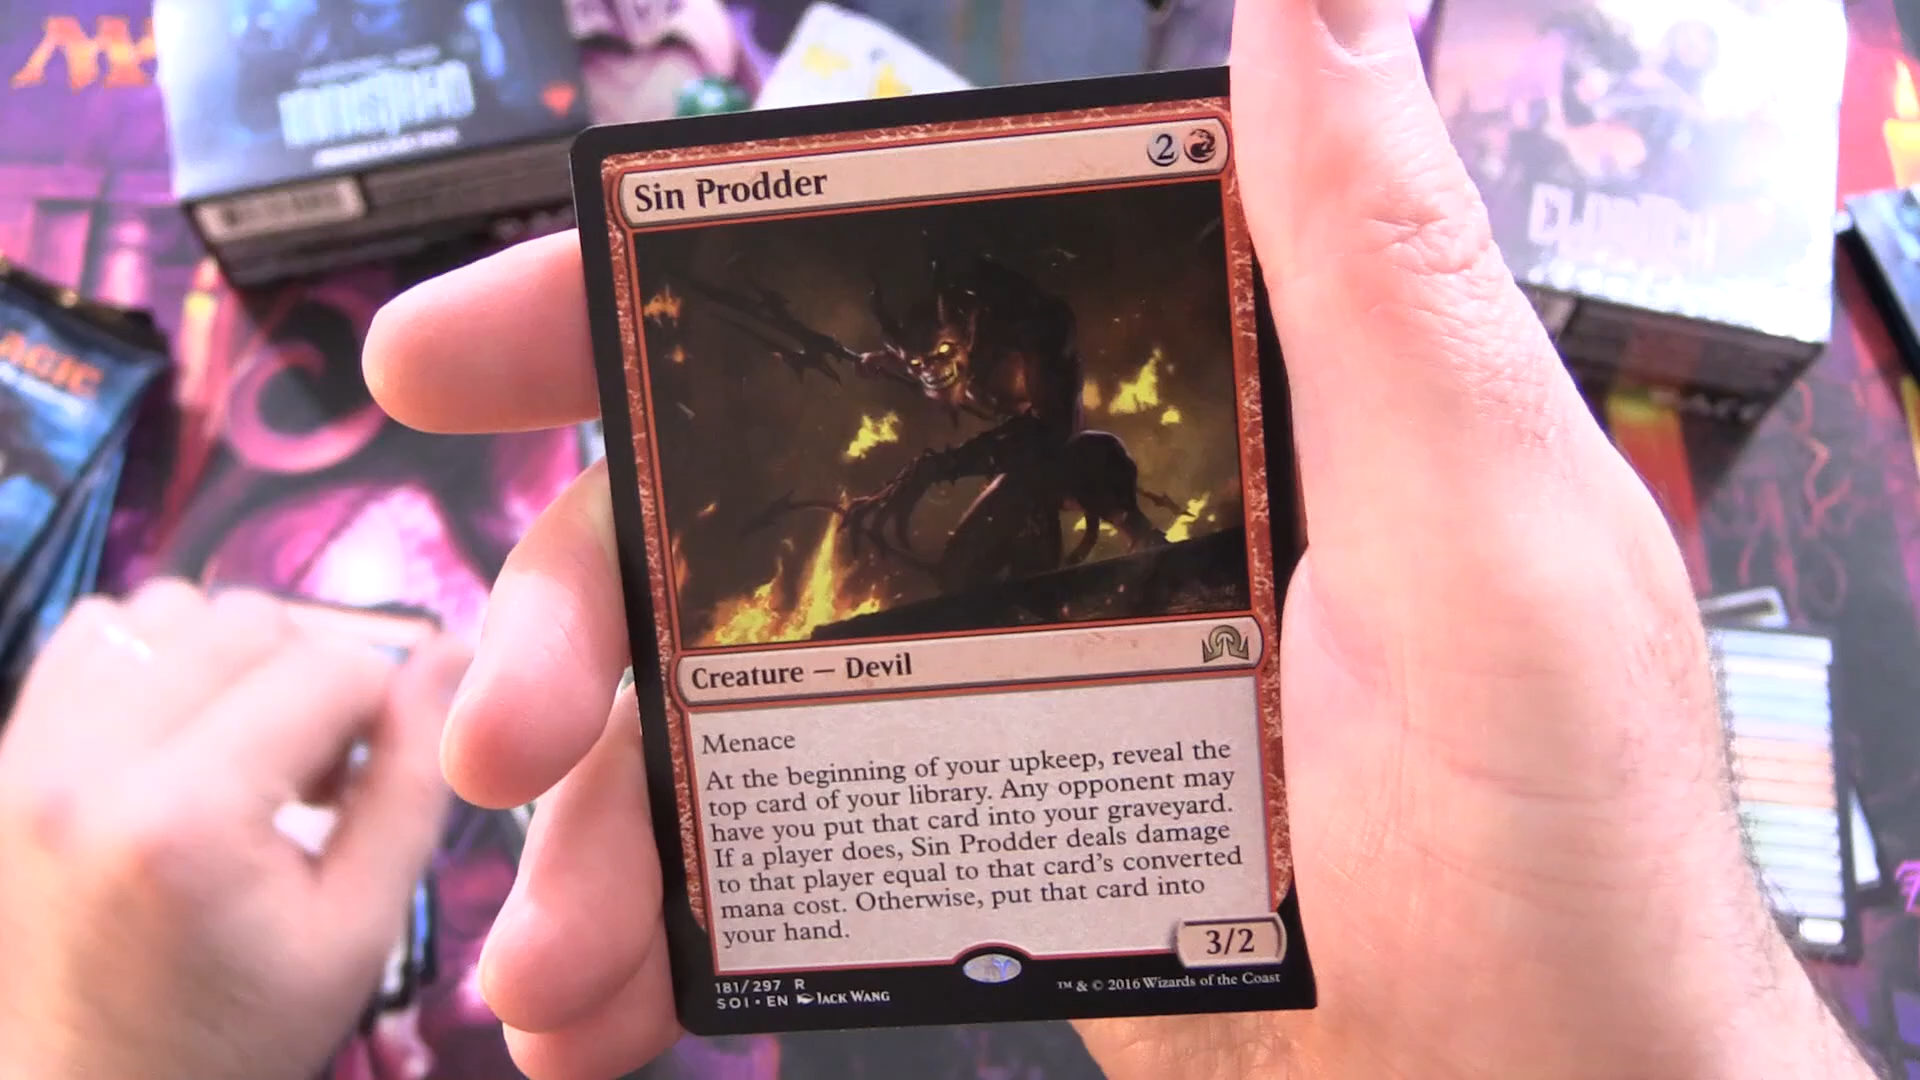 Sin Prodder
2
Creature — Devil
Menace
At the beginning of your upkeep, reveal the
top card of your library. Any opponent may
have you put that card into your graveyard.
If a player does, Sin Prodder deals damage
to that player equal to that card's converted
mana cost. Otherwise, put that card into
your hand.
3/2
181/297 R
SOI • EN Jack Wang
™ & © 2016 Wizards of the Coast
INNISTRAD
ELDRITCH
AGIC